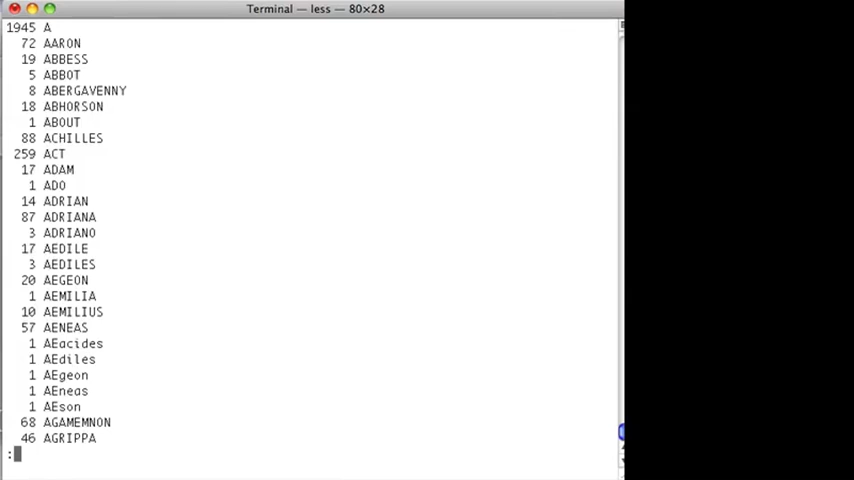 Terminal — less — 80×28
1945 A
72 AARON
19 ABBESS
5 ABBOT
8 ABERGAVENNY
18 ABHORSON
1 ABOUT
88 ACHILLES
259 ACT
17 ADAM
1 ADO
14 ADRIAN
87 ADRIANA
3 ADRIANO
17 AEDILE
3 AEDILES
20 AEGEON
1 AEMILIA
10 AEMILIUS
57 AENEAS
1 AEacides
1 AEdiles
1 AEgeon
1 AEneas
1 AEson
68 AGAMEMNON
46 AGRIPPA
: